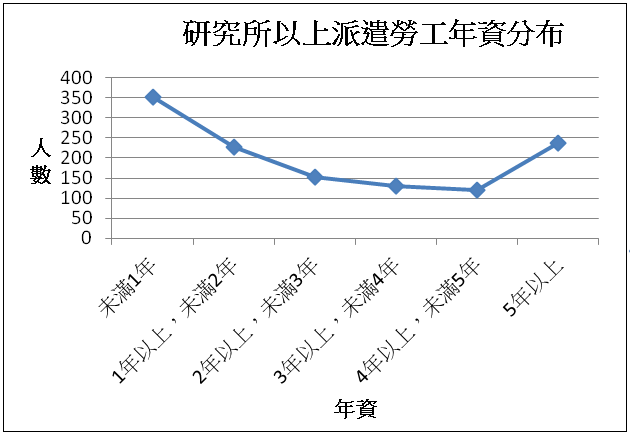 研究所以上派遣勞工年資分布
400
350
300
250
200
150
100
50
0
人
數
未滿1年
1年以上，未滿2年
2年以上，未滿3年
3年以上，未滿4年
4年以上，未滿5年
5年以上
年資